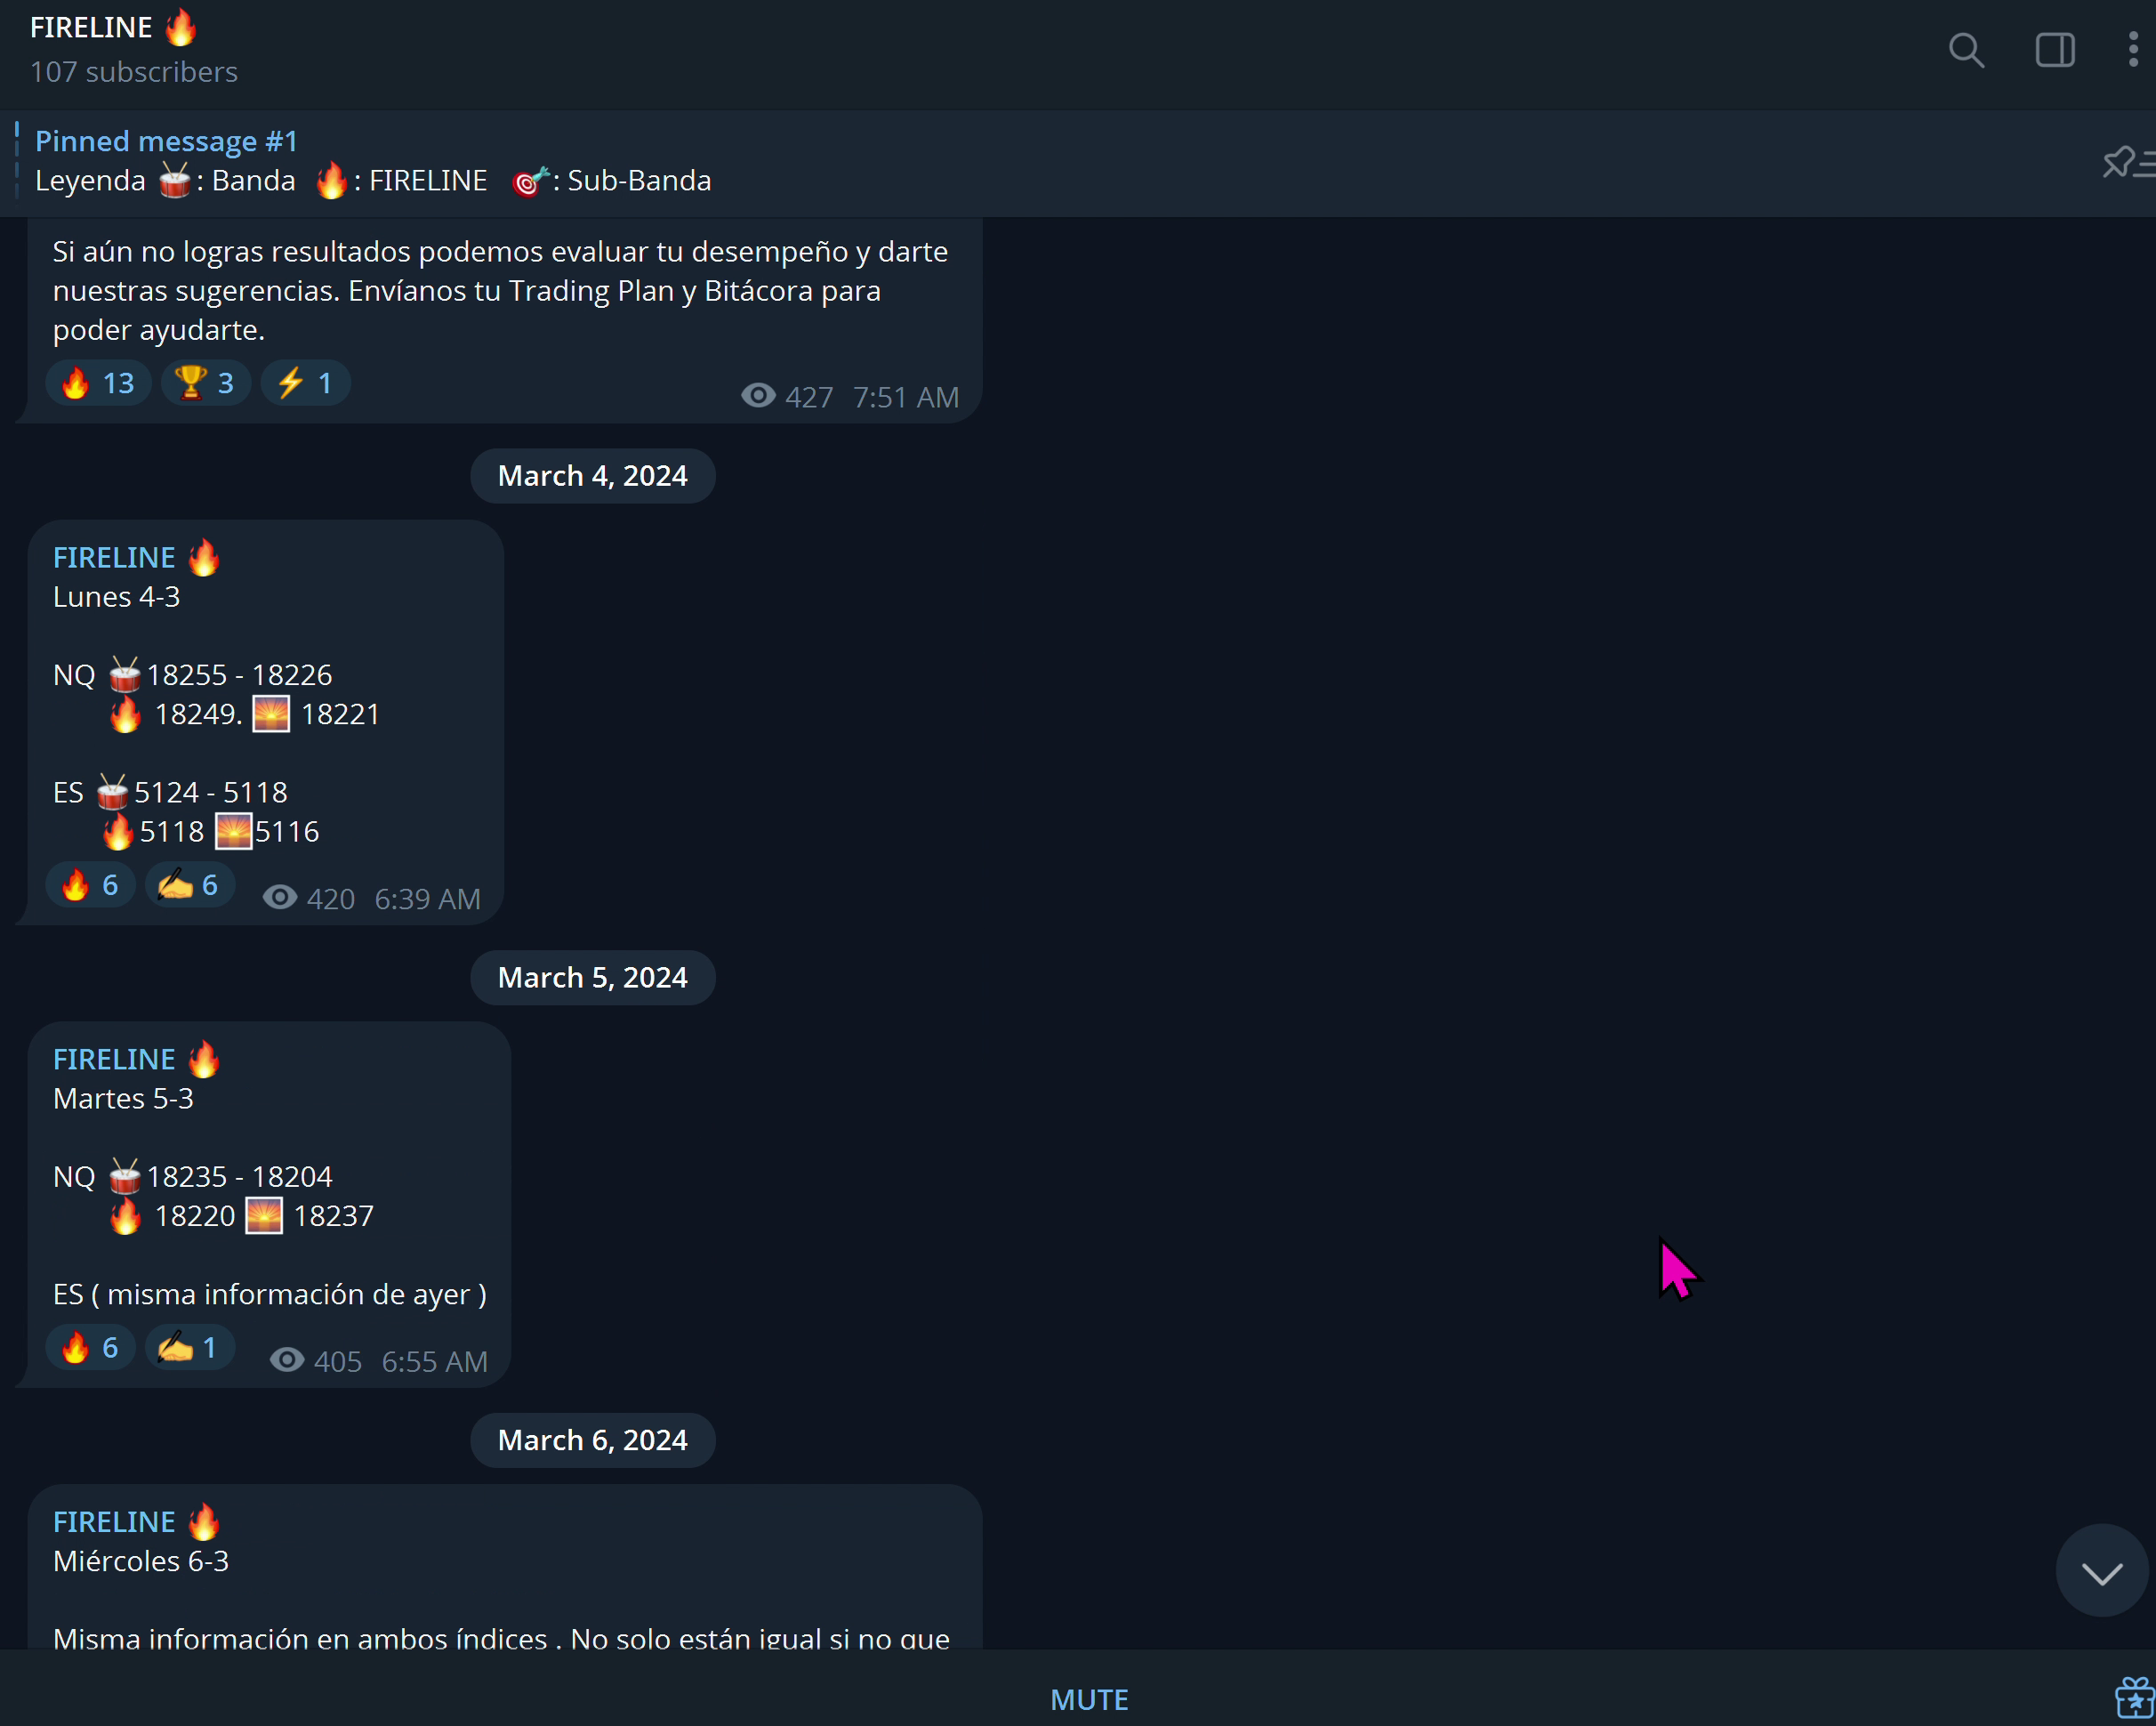 FIRELINE 🔥
107 subscribers
Pinned message #1
Leyenda 🥁: Banda 🔥: FIRELINE 🎯: Sub-Banda
Si aún no logras resultados podemos evaluar tu desempeño y darte
nuestras sugerencias. Envíanos tu Trading Plan y Bitácora para
poder ayudarte.
🔥 13 🏆 3 ⚡ 1 427 7:51 AM
March 4, 2024
FIRELINE 🔥
Lunes 4-3
NQ 🥁18255 - 18226
🔥 18249. 🌅 18221
ES 🥁5124 - 5118
🔥5118 🌅5116
🔥 6 ✍ 6 420 6:39 AM
March 5, 2024
FIRELINE 🔥
Martes 5-3
NQ 🥁18235 - 18204
🔥 18220 🌅 18237
ES ( misma información de ayer )
🔥 6 ✍ 1 405 6:55 AM
March 6, 2024
FIRELINE 🔥
Miércoles 6-3
Misma información en ambos índices . No solo están igual si no que
MUTE